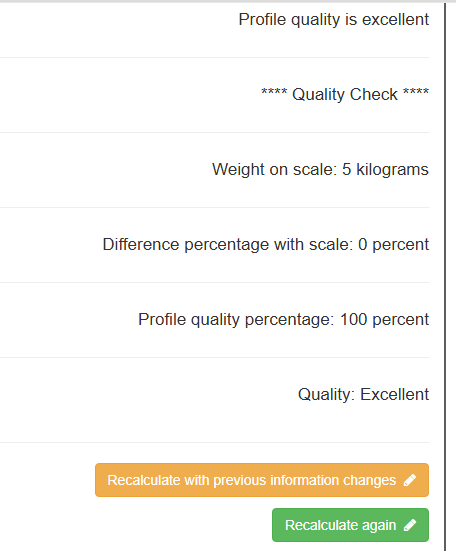 Profile quality is excellent
**** Quality Check ****
Weight on scale: 5 kilograms
Difference percentage with scale: 0 percent
Profile quality percentage: 100 percent
Quality: Excellent
Recalculate with previous information changes
Recalculate again